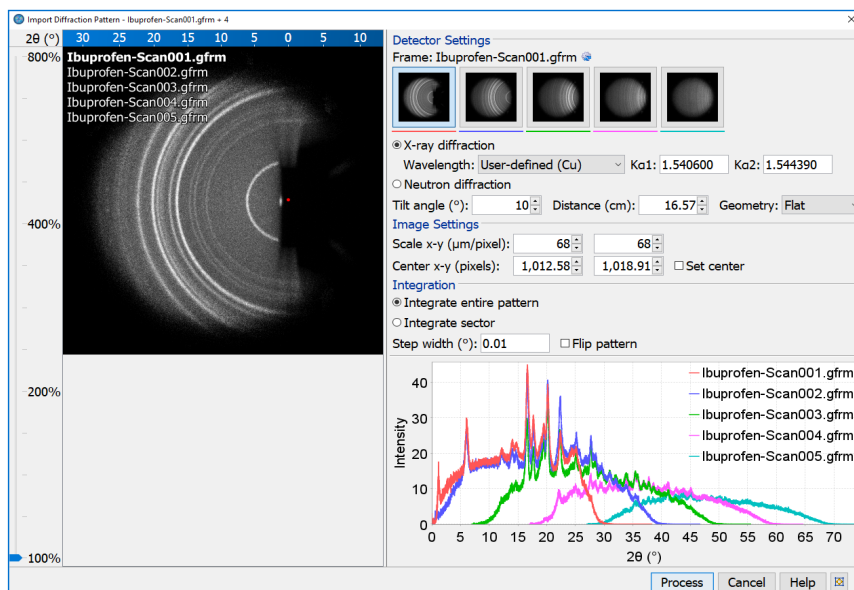 Import Diffraction Pattern - Ibuprofen-Scan001.gfrm + 4
2θ (°) 30 25 20 15 10 5 0 5 10
800%
400%
200%
100%
Ibuprofen-Scan001.gfrm
Ibuprofen-Scan002.gfrm
Ibuprofen-Scan003.gfrm
Ibuprofen-Scan004.gfrm
Ibuprofen-Scan005.gfrm
Detector Settings
Frame: Ibuprofen-Scan001.gfrm
X-ray diffraction
Wavelength: User-defined (Cu) Kα1: 1.540600 Kα2: 1.544390
Neutron diffraction
Tilt angle (°): 10 Distance (cm): 16.57 Geometry: Flat
Image Settings
Scale x-y (µm/pixel): 68 68
Center x-y (pixels): 1,012.58 1,018.91 Set center
Integration
Integrate entire pattern
Integrate sector
Step width (°): 0.01 Flip pattern
Intensity
40
30
20
10
0
Ibuprofen-Scan001.gfrm
Ibuprofen-Scan002.gfrm
Ibuprofen-Scan003.gfrm
Ibuprofen-Scan004.gfrm
Ibuprofen-Scan005.gfrm
0 5 10 15 20 25 30 35 40 45 50 55 60 65 70
2θ (°)
Process Cancel Help